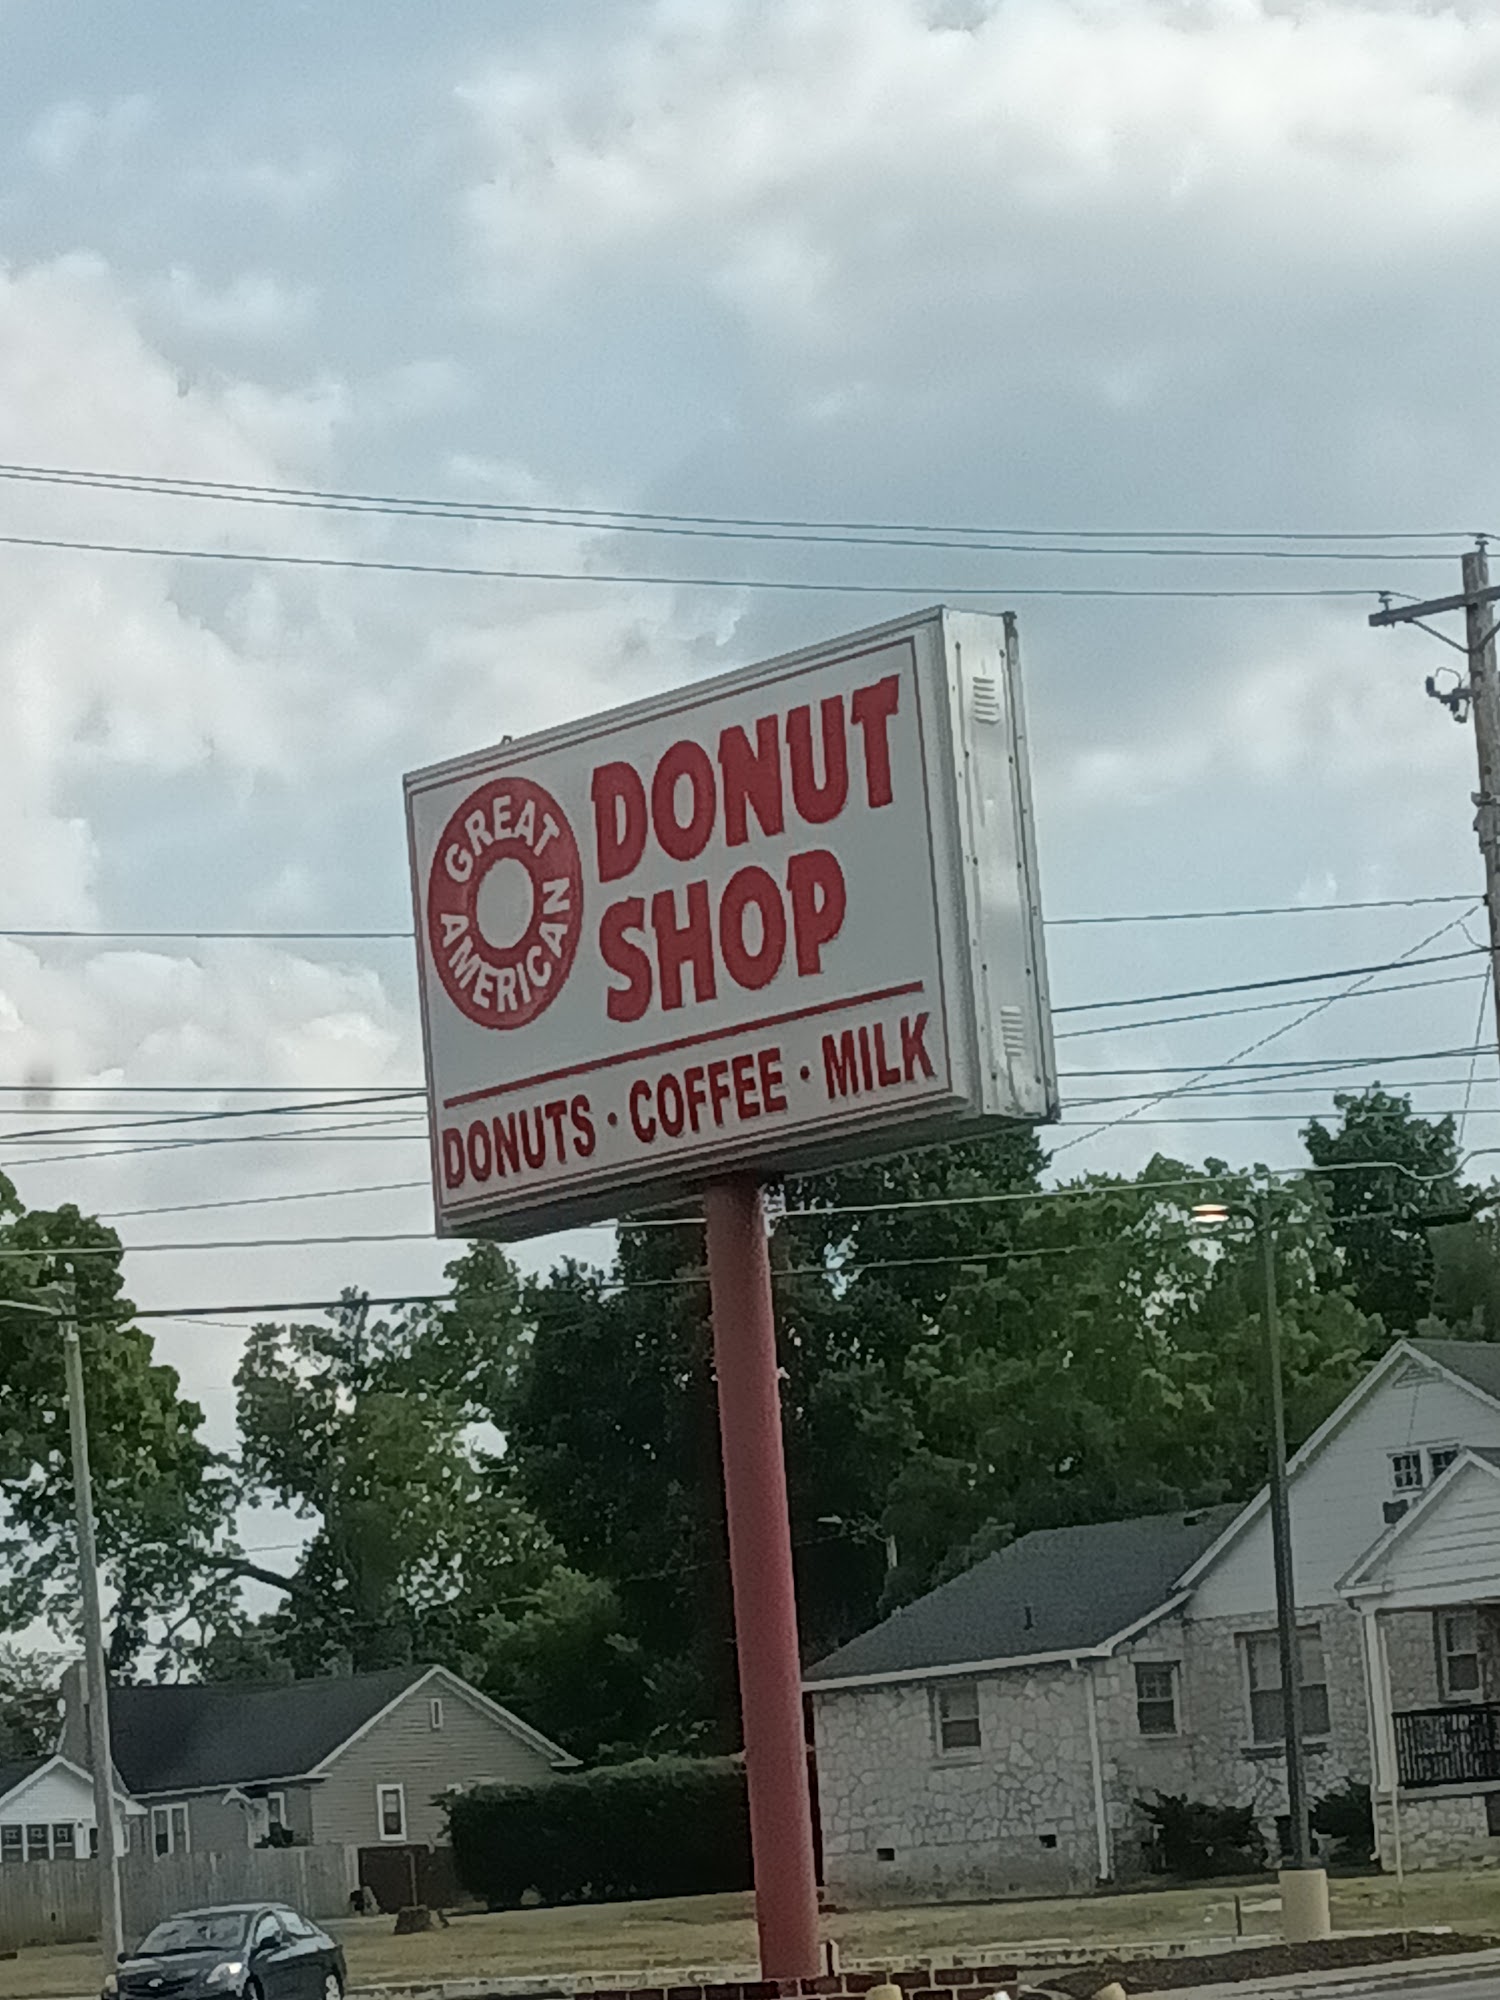 GREAT
AMERICAN
DONUT
SHOP
DONUTS · COFFEE · MILK